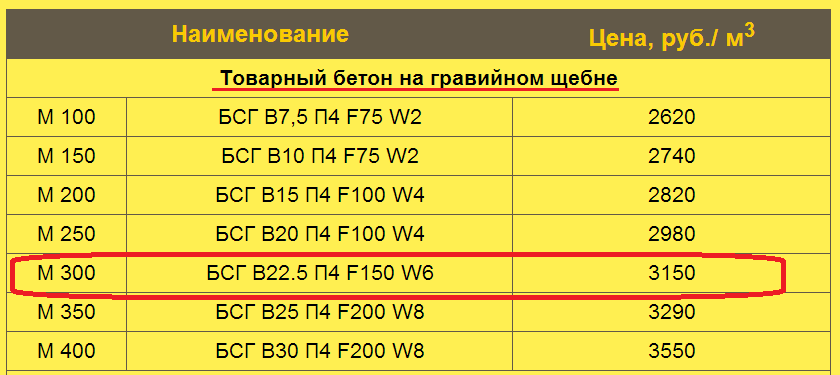 Наименование Цена, руб./ м³
Товарный бетон на гравийном щебне
М 100 БСГ В7,5 П4 F75 W2 2620
М 150 БСГ В10 П4 F75 W2 2740
М 200 БСГ В15 П4 F100 W4 2820
М 250 БСГ В20 П4 F100 W4 2980
М 300 БСГ В22.5 П4 F150 W6 3150
М 350 БСГ В25 П4 F200 W8 3290
М 400 БСГ В30 П4 F200 W8 3550